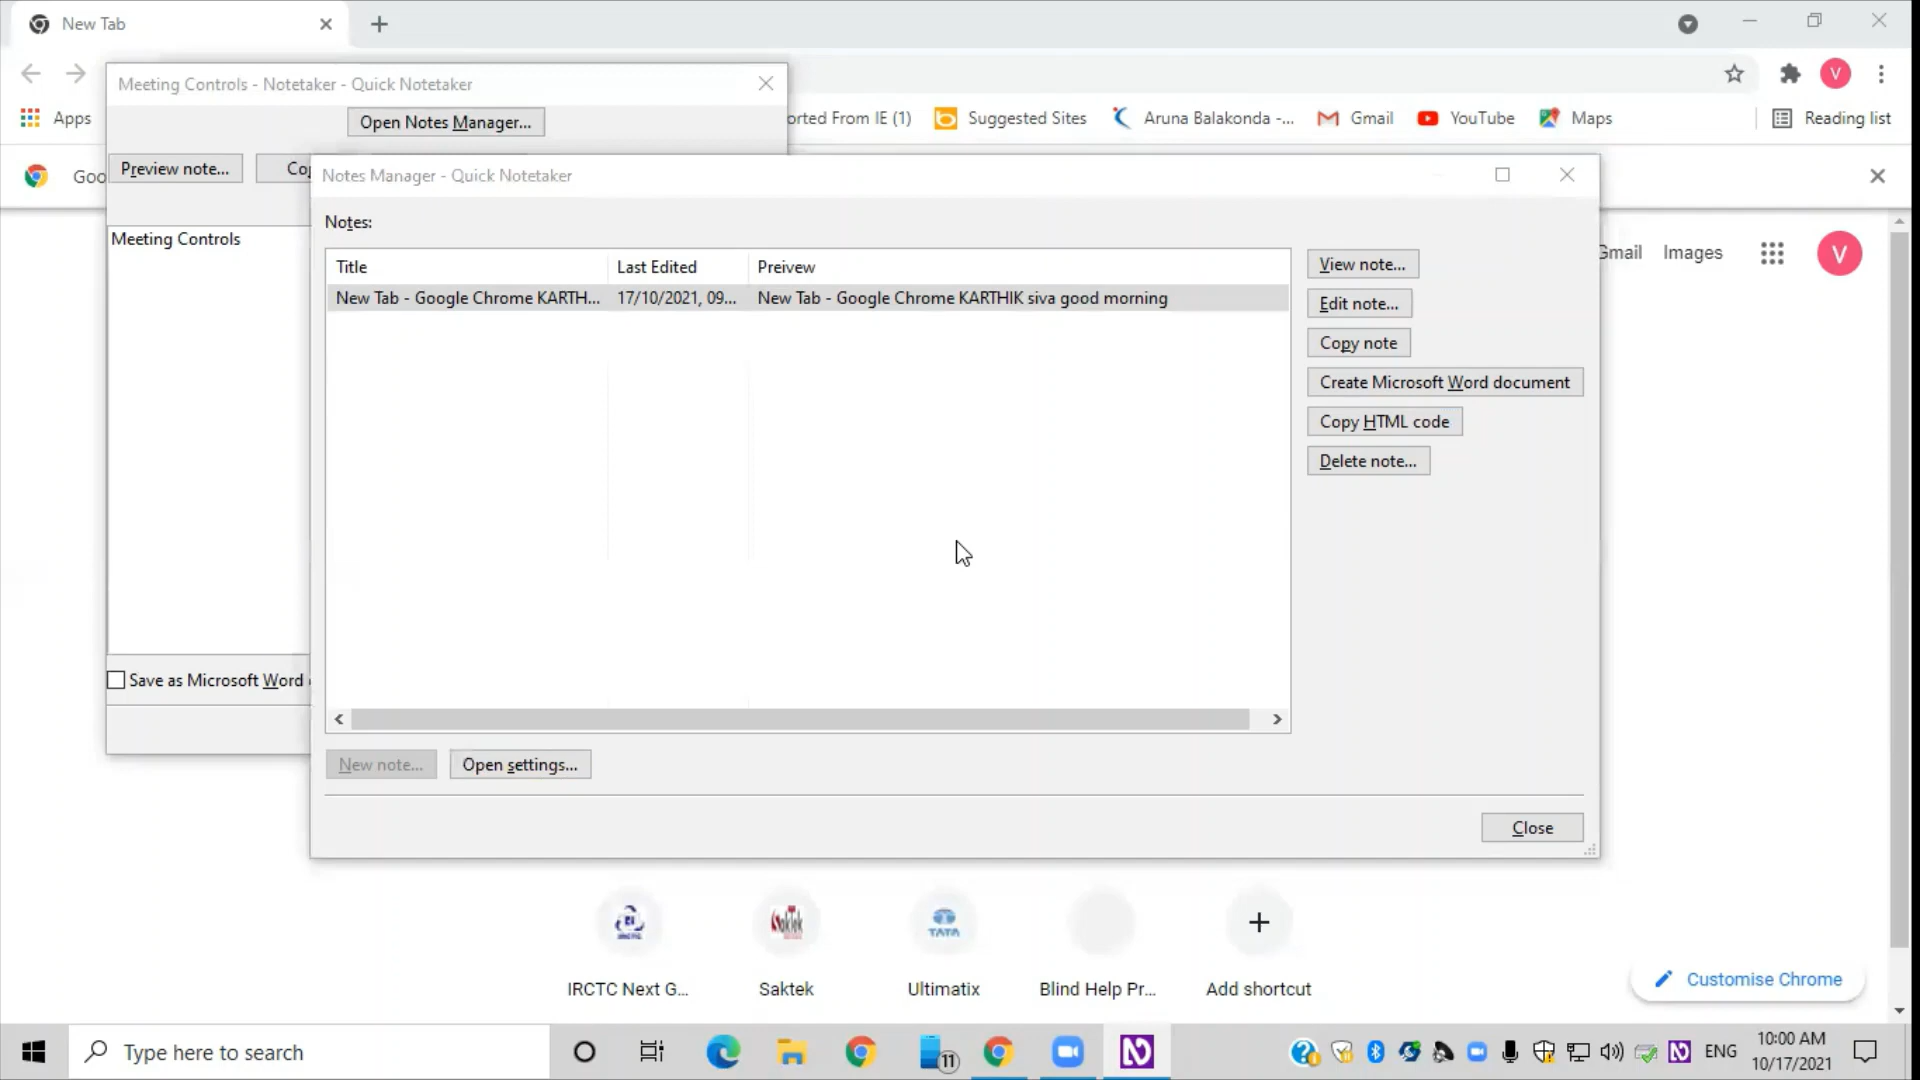 New Tab
Meeting Controls - Notetaker - Quick Notetaker
Open Notes Manager...
Apps
orted From IE (1)
Suggested Sites
Aruna Balakonda -...
Gmail
YouTube
Maps
Reading list
V
Goo
Preview note...
Notes Manager - Quick Notetaker
Notes:
Meeting Controls
Title
Last Edited
Preivew
New Tab - Google Chrome KARTH...
17/10/2021, 09...
New Tab - Google Chrome KARTHIK siva good morning
View note...
Edit note...
Copy note
Create Microsoft Word document
Copy HTML code
Delete note...
Gmail
Images
V
Save as Microsoft Word
New note...
Open settings...
Close
IRCTC Next G...
Saktek
Ultimatix
TATA
Blind Help Pr...
Add shortcut
Customise Chrome
Type here to search
11
ENG
10:00 AM
10/17/2021